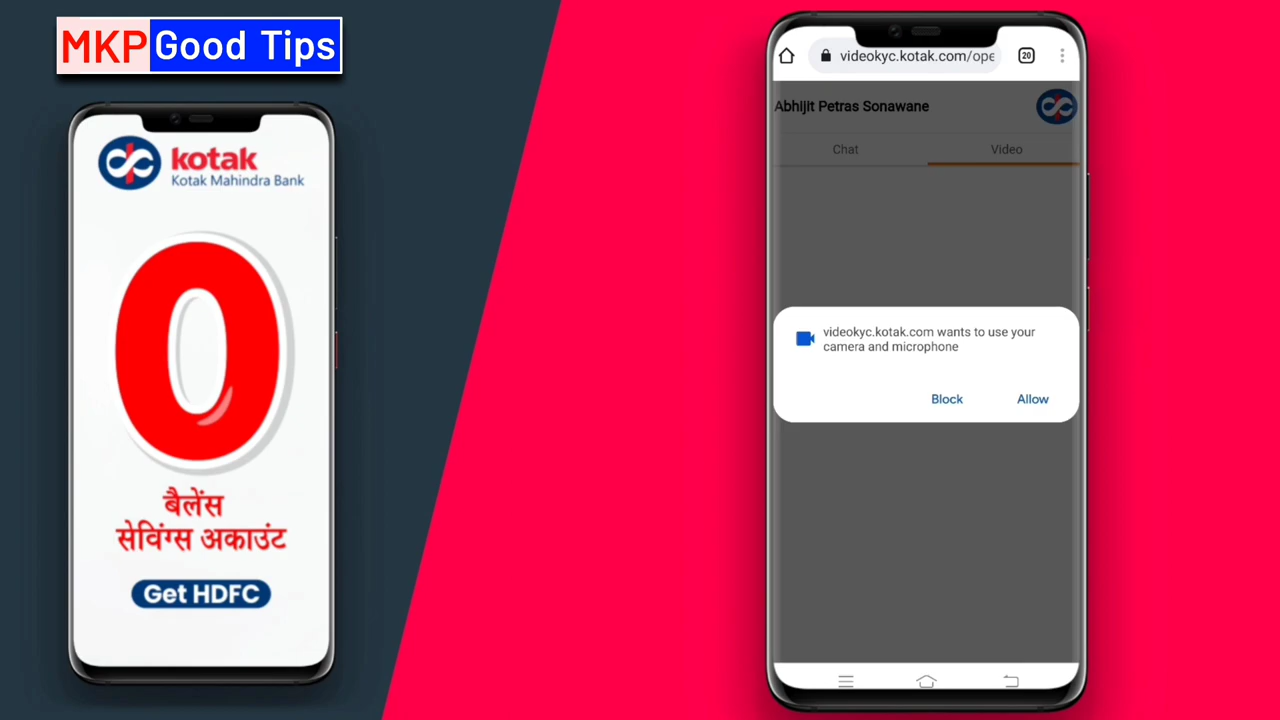 MKP Good Tips
kotak
Kotak Mahindra Bank
0
बैलेंस
सेविंग्स अकाउंट
Get HDFC
videokyc.kotak.com/ope
20
Abhijit Petras Sonawane
Chat
Video
videokyc.kotak.com wants to use your
camera and microphone
Block
Allow